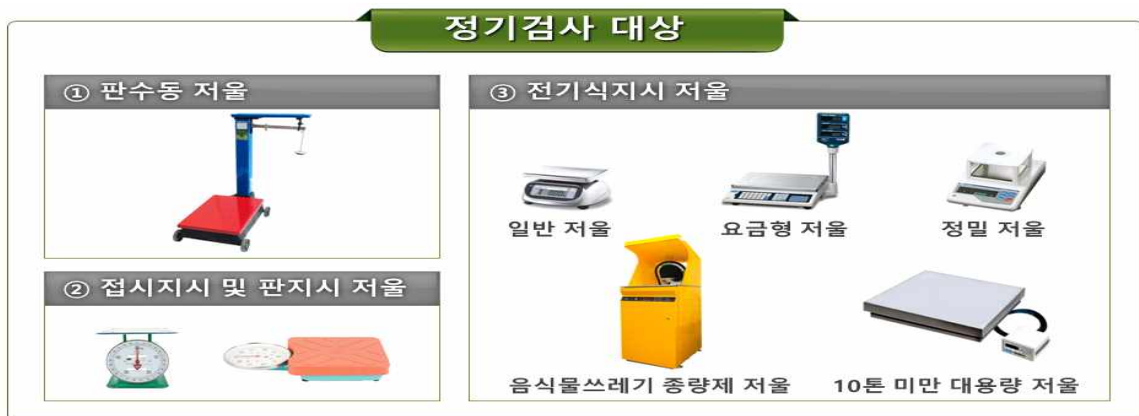 정기검사 대상
① 판수동 저울
② 접시지시 및 판지시 저울
③ 전기식지시 저울
일반 저울
요금형 저울
정밀 저울
음식물쓰레기 종량제 저울
10톤 미만 대용량 저울